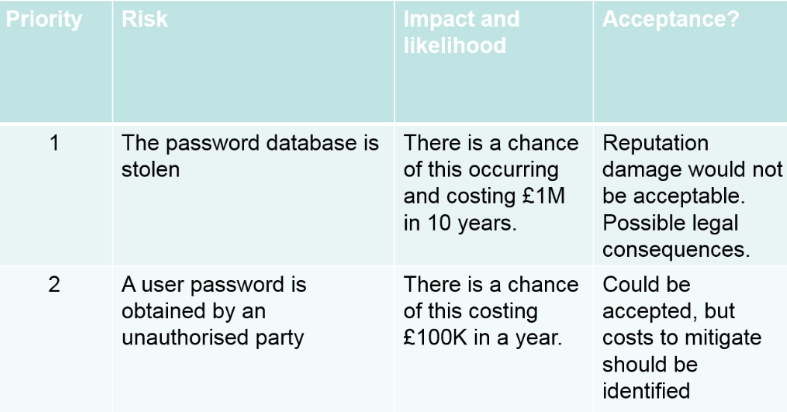 Priority
Risk
Impact and
likelihood
Acceptance?
1
The password database is
stolen
There is a chance
of this occurring
and costing £1M
in 10 years.
Reputation
damage would not
be acceptable.
Possible legal
consequences.
2
A user password is
obtained by an
unauthorised party
There is a chance
of this costing
£100K in a year.
Could be
accepted, but
costs to mitigate
should be
identified